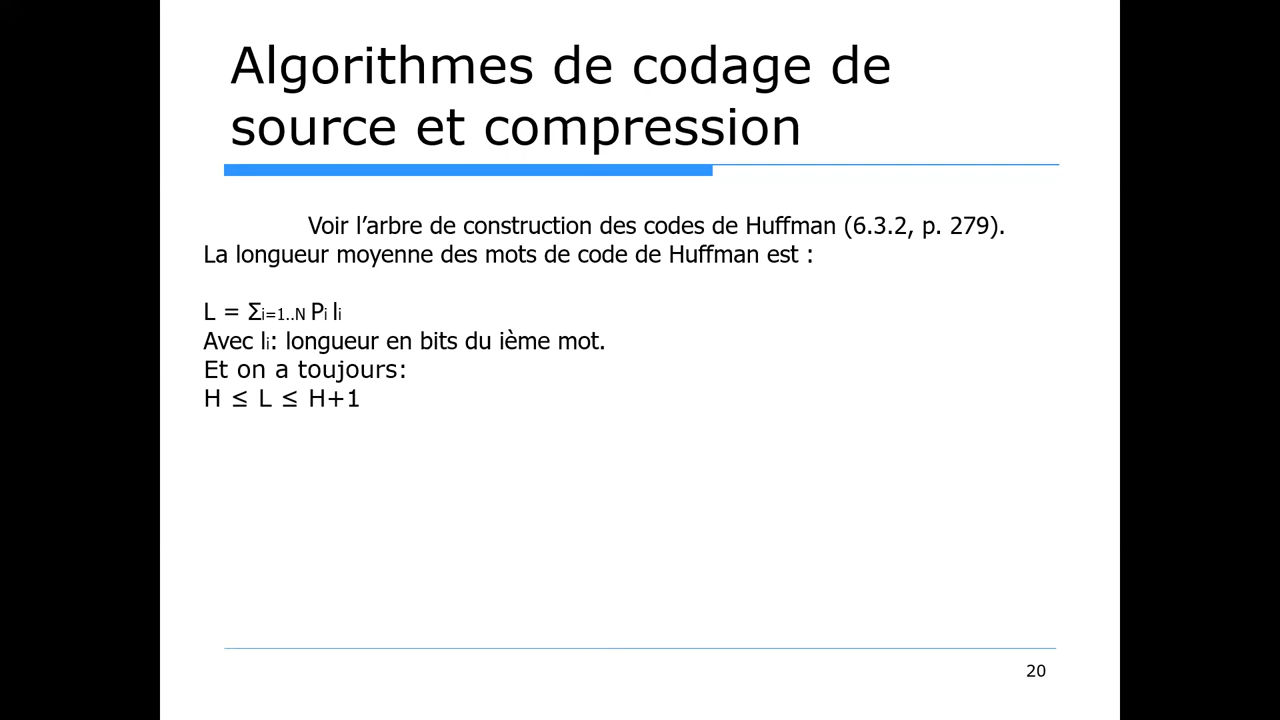 Algorithmes de codage de
source et compression
Voir l’arbre de construction des codes de Huffman (6.3.2, p. 279).
La longueur moyenne des mots de code de Huffman est :
L = Σi=1..N Pi li
Avec li: longueur en bits du ième mot.
Et on a toujours:
H ≤ L ≤ H+1
20